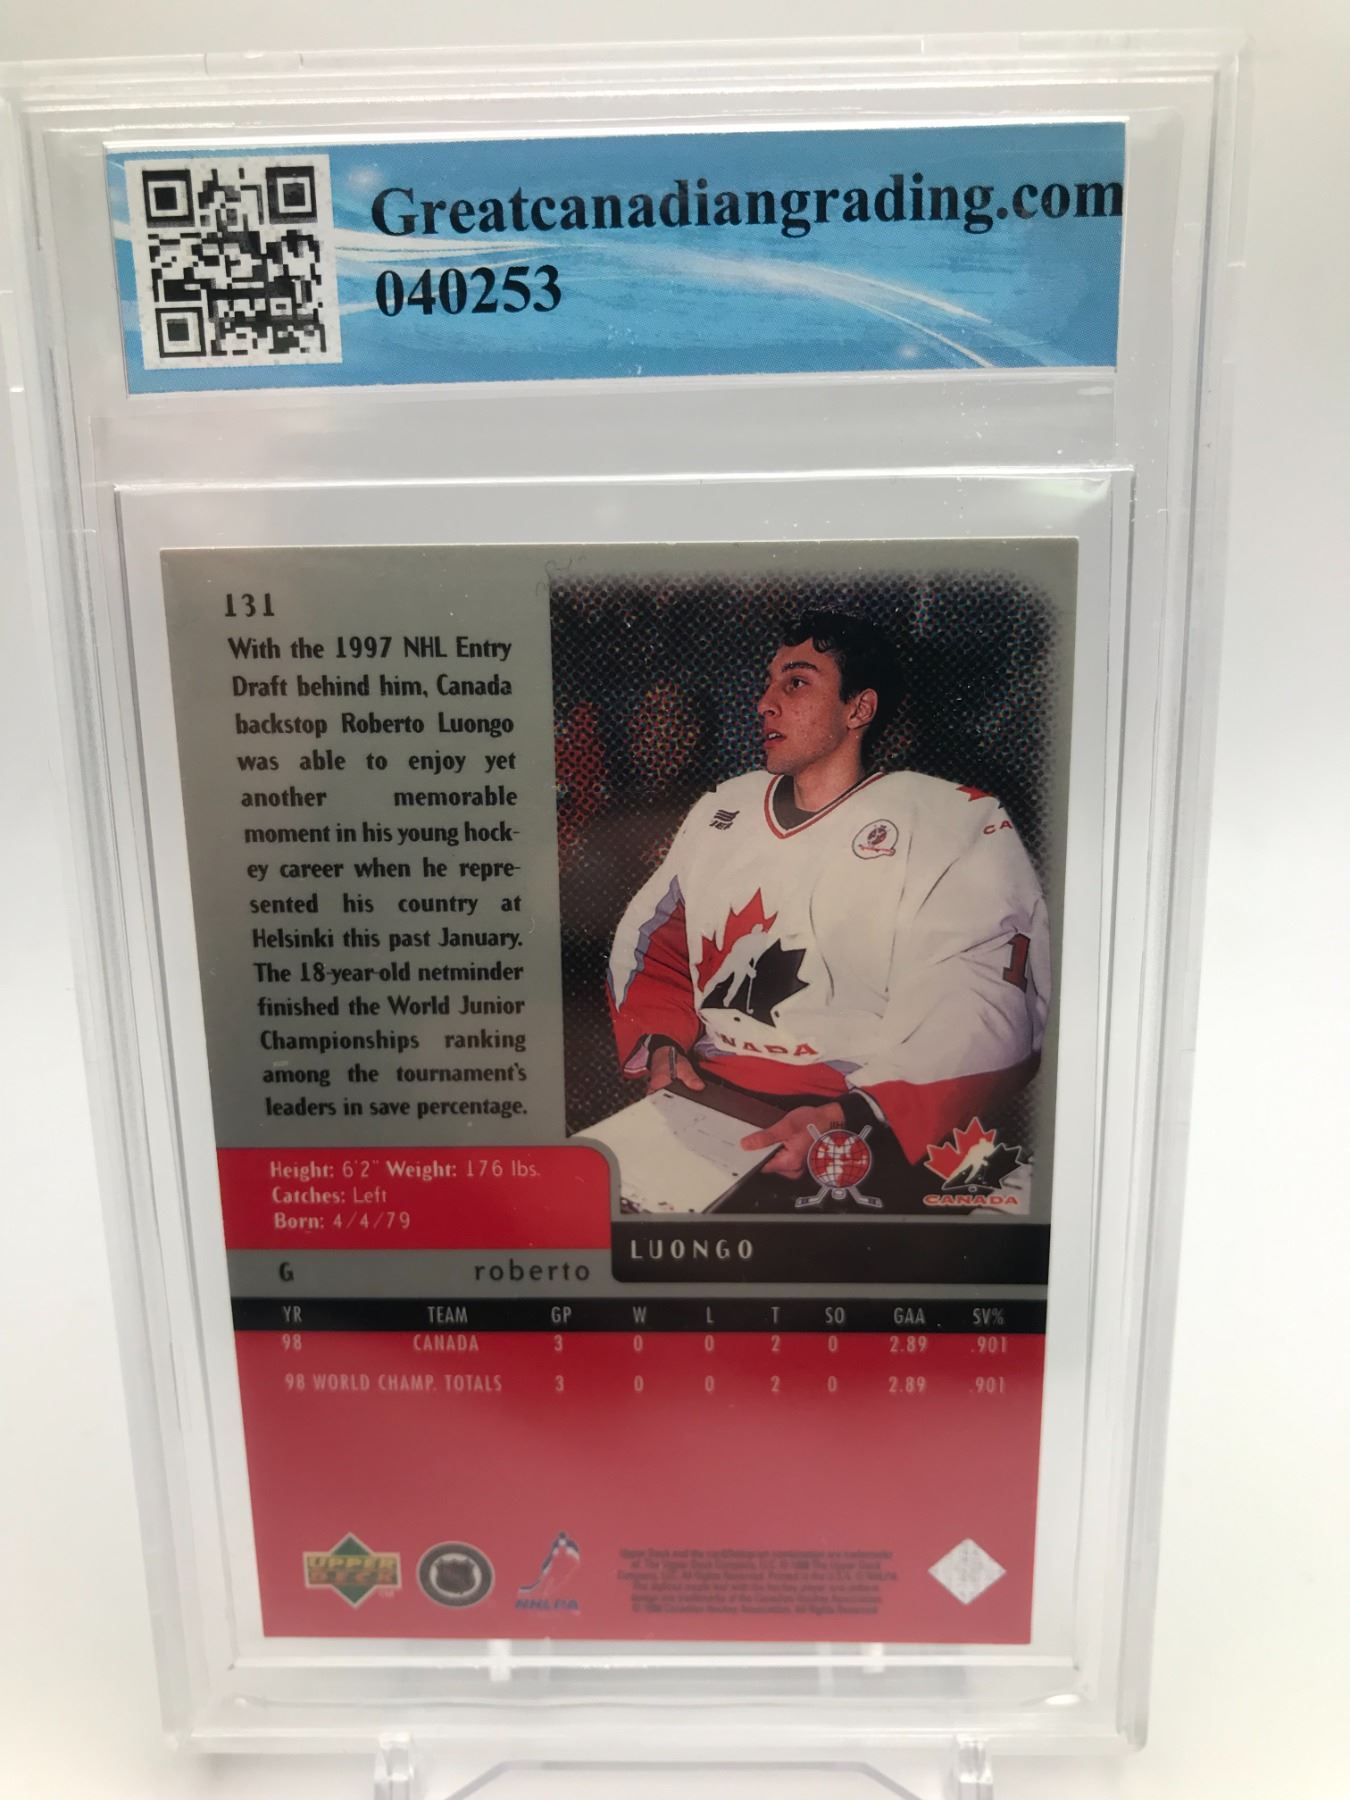 Greatcanadiangrading.com
040253
131
With the 1997 NHL Entry
Draft behind him, Canada
backstop Roberto Luongo
was able to enjoy yet
another memorable
moment in his young hock-
ey career when he repre-
sented his country at
Helsinki this past January.
The 18-year-old netminder
finished the World Junior
Championships ranking
among the tournament's
leaders in save percentage.
CANADA
1
CANADA
Height: 6'2" Weight: 176 lbs.
Catches: Left
Born: 4/4/79
LUONGO
G roberto
YR TEAM GP W L T SO GAA SV%
98 CANADA 3 0 0 2 0 2.89 .901
98 WORLD CHAMP. TOTALS 3 0 0 2 0 2.89 .901
UPPER
DECK
NHLPA